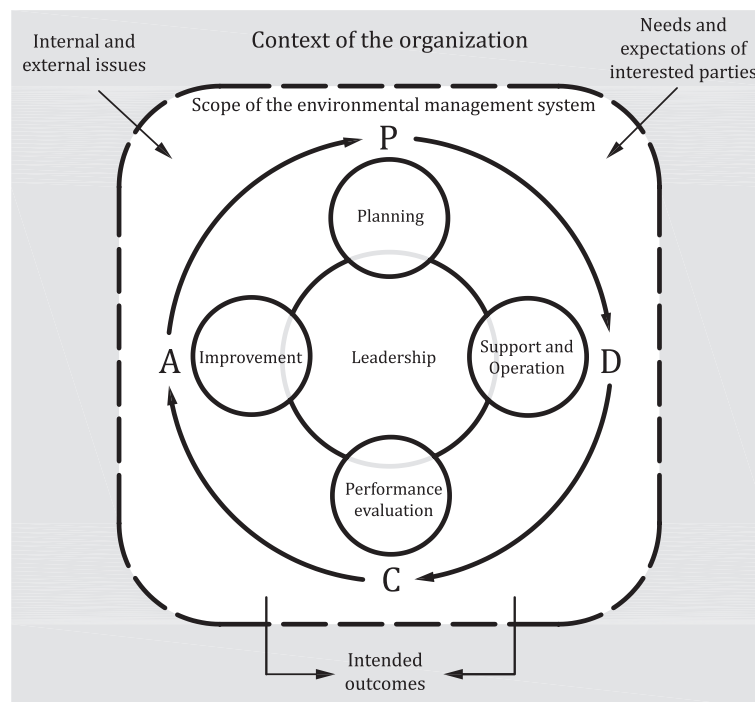 Internal and
external issues
Context of the organization
Needs and
expectations of
interested parties
Scope of the environmental management system
P
Planning
A
Improvement
Leadership
Support and
Operation
D
Performance
evaluation
C
Intended
outcomes